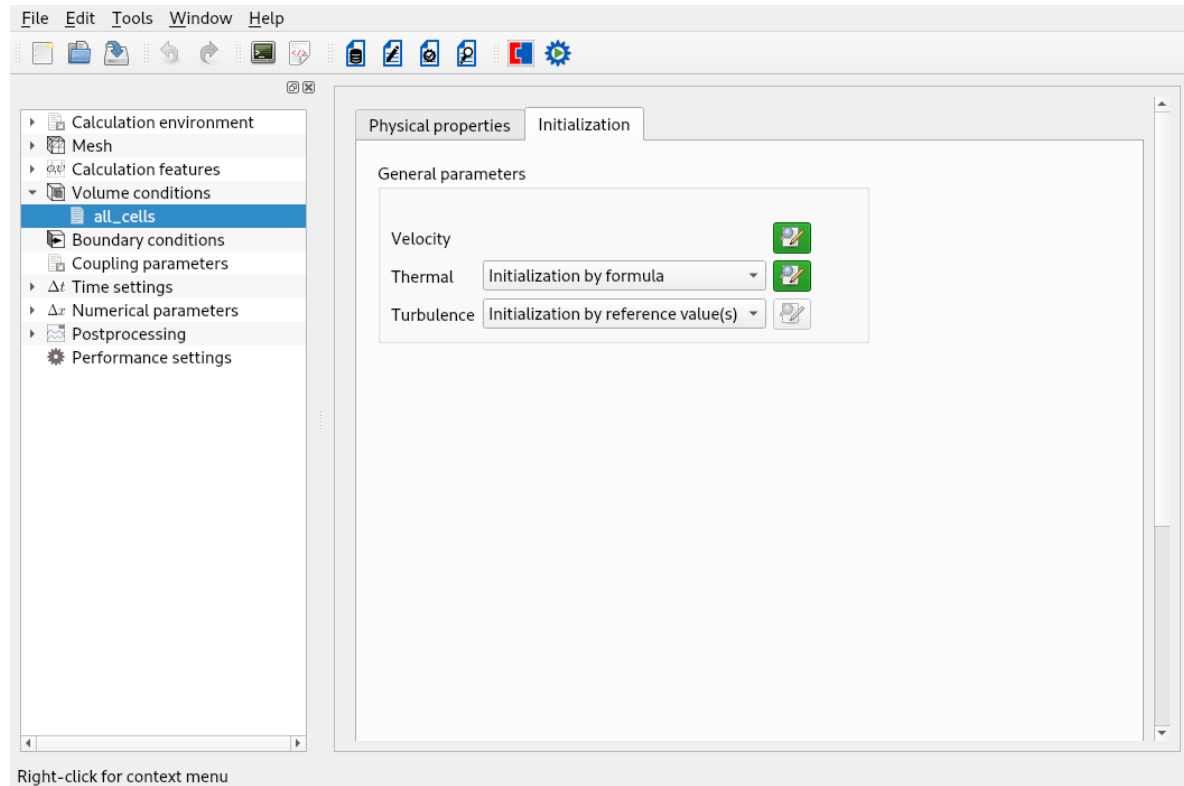 File Edit Tools Window Help
Calculation environment
Mesh
Calculation features
Volume conditions
all_cells
Boundary conditions
Coupling parameters
Δt Time settings
Δx Numerical parameters
Postprocessing
Performance settings
Physical properties Initialization
General parameters
Velocity
Thermal Initialization by formula
Turbulence Initialization by reference value(s)
Right-click for context menu